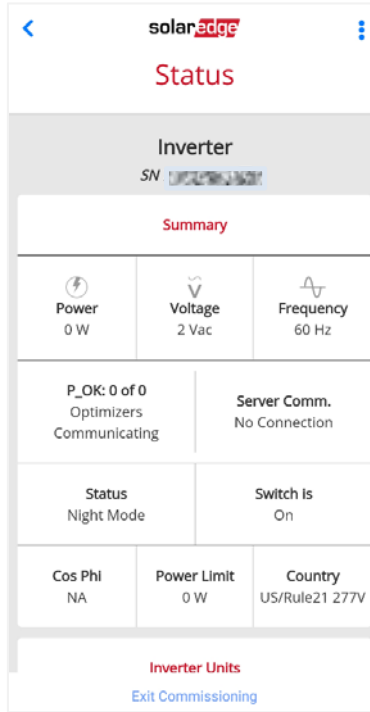 solaredge
Status
Inverter
SN
Summary
Power
0 W
Voltage
2 Vac
Frequency
60 Hz
P_OK: 0 of 0
Optimizers
Communicating
Server Comm.
No Connection
Status
Night Mode
Switch is
On
Cos Phi
NA
Power Limit
0 W
Country
US/Rule21 277V
Inverter Units
Exit Commissioning